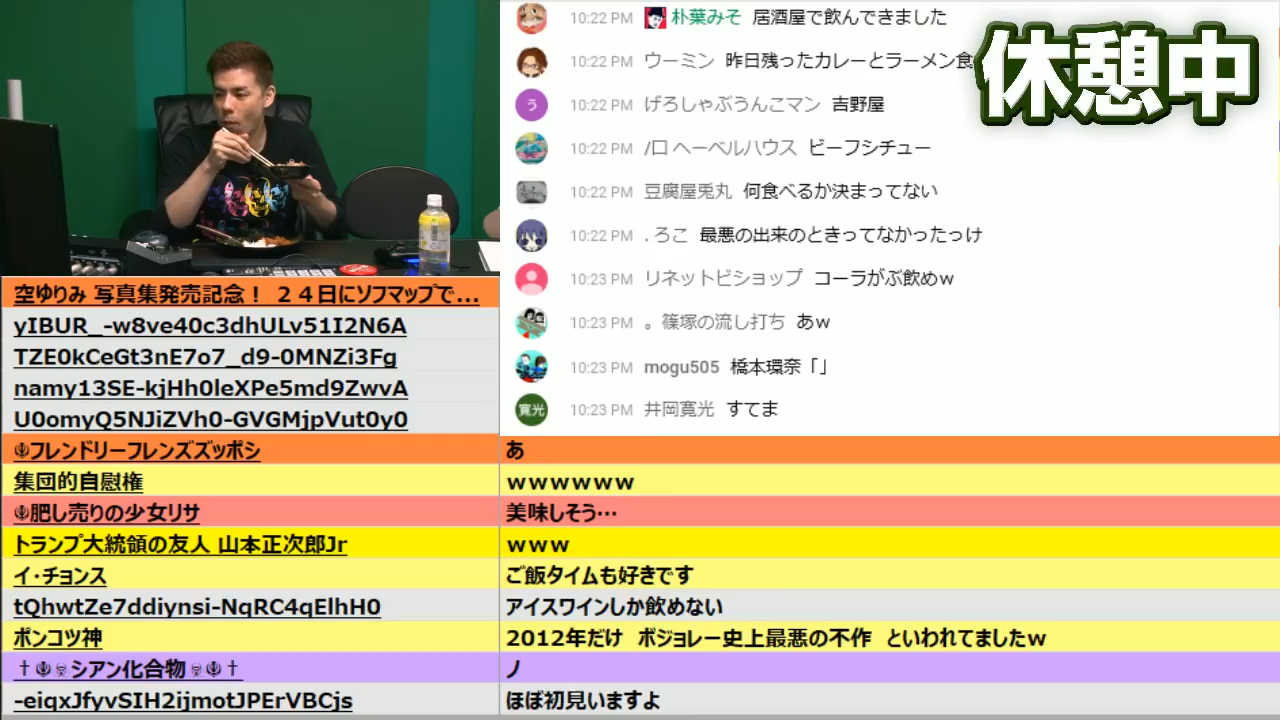 10:22 PM 朴葉みそ 居酒屋で飲んできました
10:22 PM ウーミン 昨日残ったカレーとラーメン食
休憩中
う 10:22 PM げろしゃぶうんこマン 吉野屋
10:22 PM /口 ヘーベルハウス ビーフシチュー
10:22 PM 豆腐屋兎丸 何食べるか決まってない
10:22 PM . ろこ 最悪の出来のときってなかったっけ
10:23 PM リネットビショップ コーラがぶ飲めw
10:23 PM 。篠塚の流し打ち あw
10:23 PM mogu505 橋本環奈「」
寛光 10:23 PM 井岡寛光 すてま
空ゆりみ 写真集発売記念！ ２４日にソフマップで...
yIBUR_-w8ve40c3dhULv51I2N6A
TZE0kCeGt3nE7o7_d9-0MNZi3Fg
namy13SE-kjHh0leXPe5md9ZwvA
U0omyQ5NJiZVh0-GVGMjpVut0y0
☬フレンドリーフレンズズッポシ あ
集団的自慰権 ｗｗｗｗｗｗ
☬肥し売りの少女リサ 美味しそう…
トランプ大統領の友人 山本正次郎Jr ｗｗｗ
イ・チョンス ご飯タイムも好きです
tQhwtZe7ddiynsi-NqRC4qElhH0 アイスワインしか飲めない
ポンコツ神 2012年だけ　ボジョレー史上最悪の不作　といわれてましたｗ
†☬☿シアン化合物☿☬† ノ
-eiqxJfyvSIH2ijmotJPErVBCjs ほぼ初見いますよ